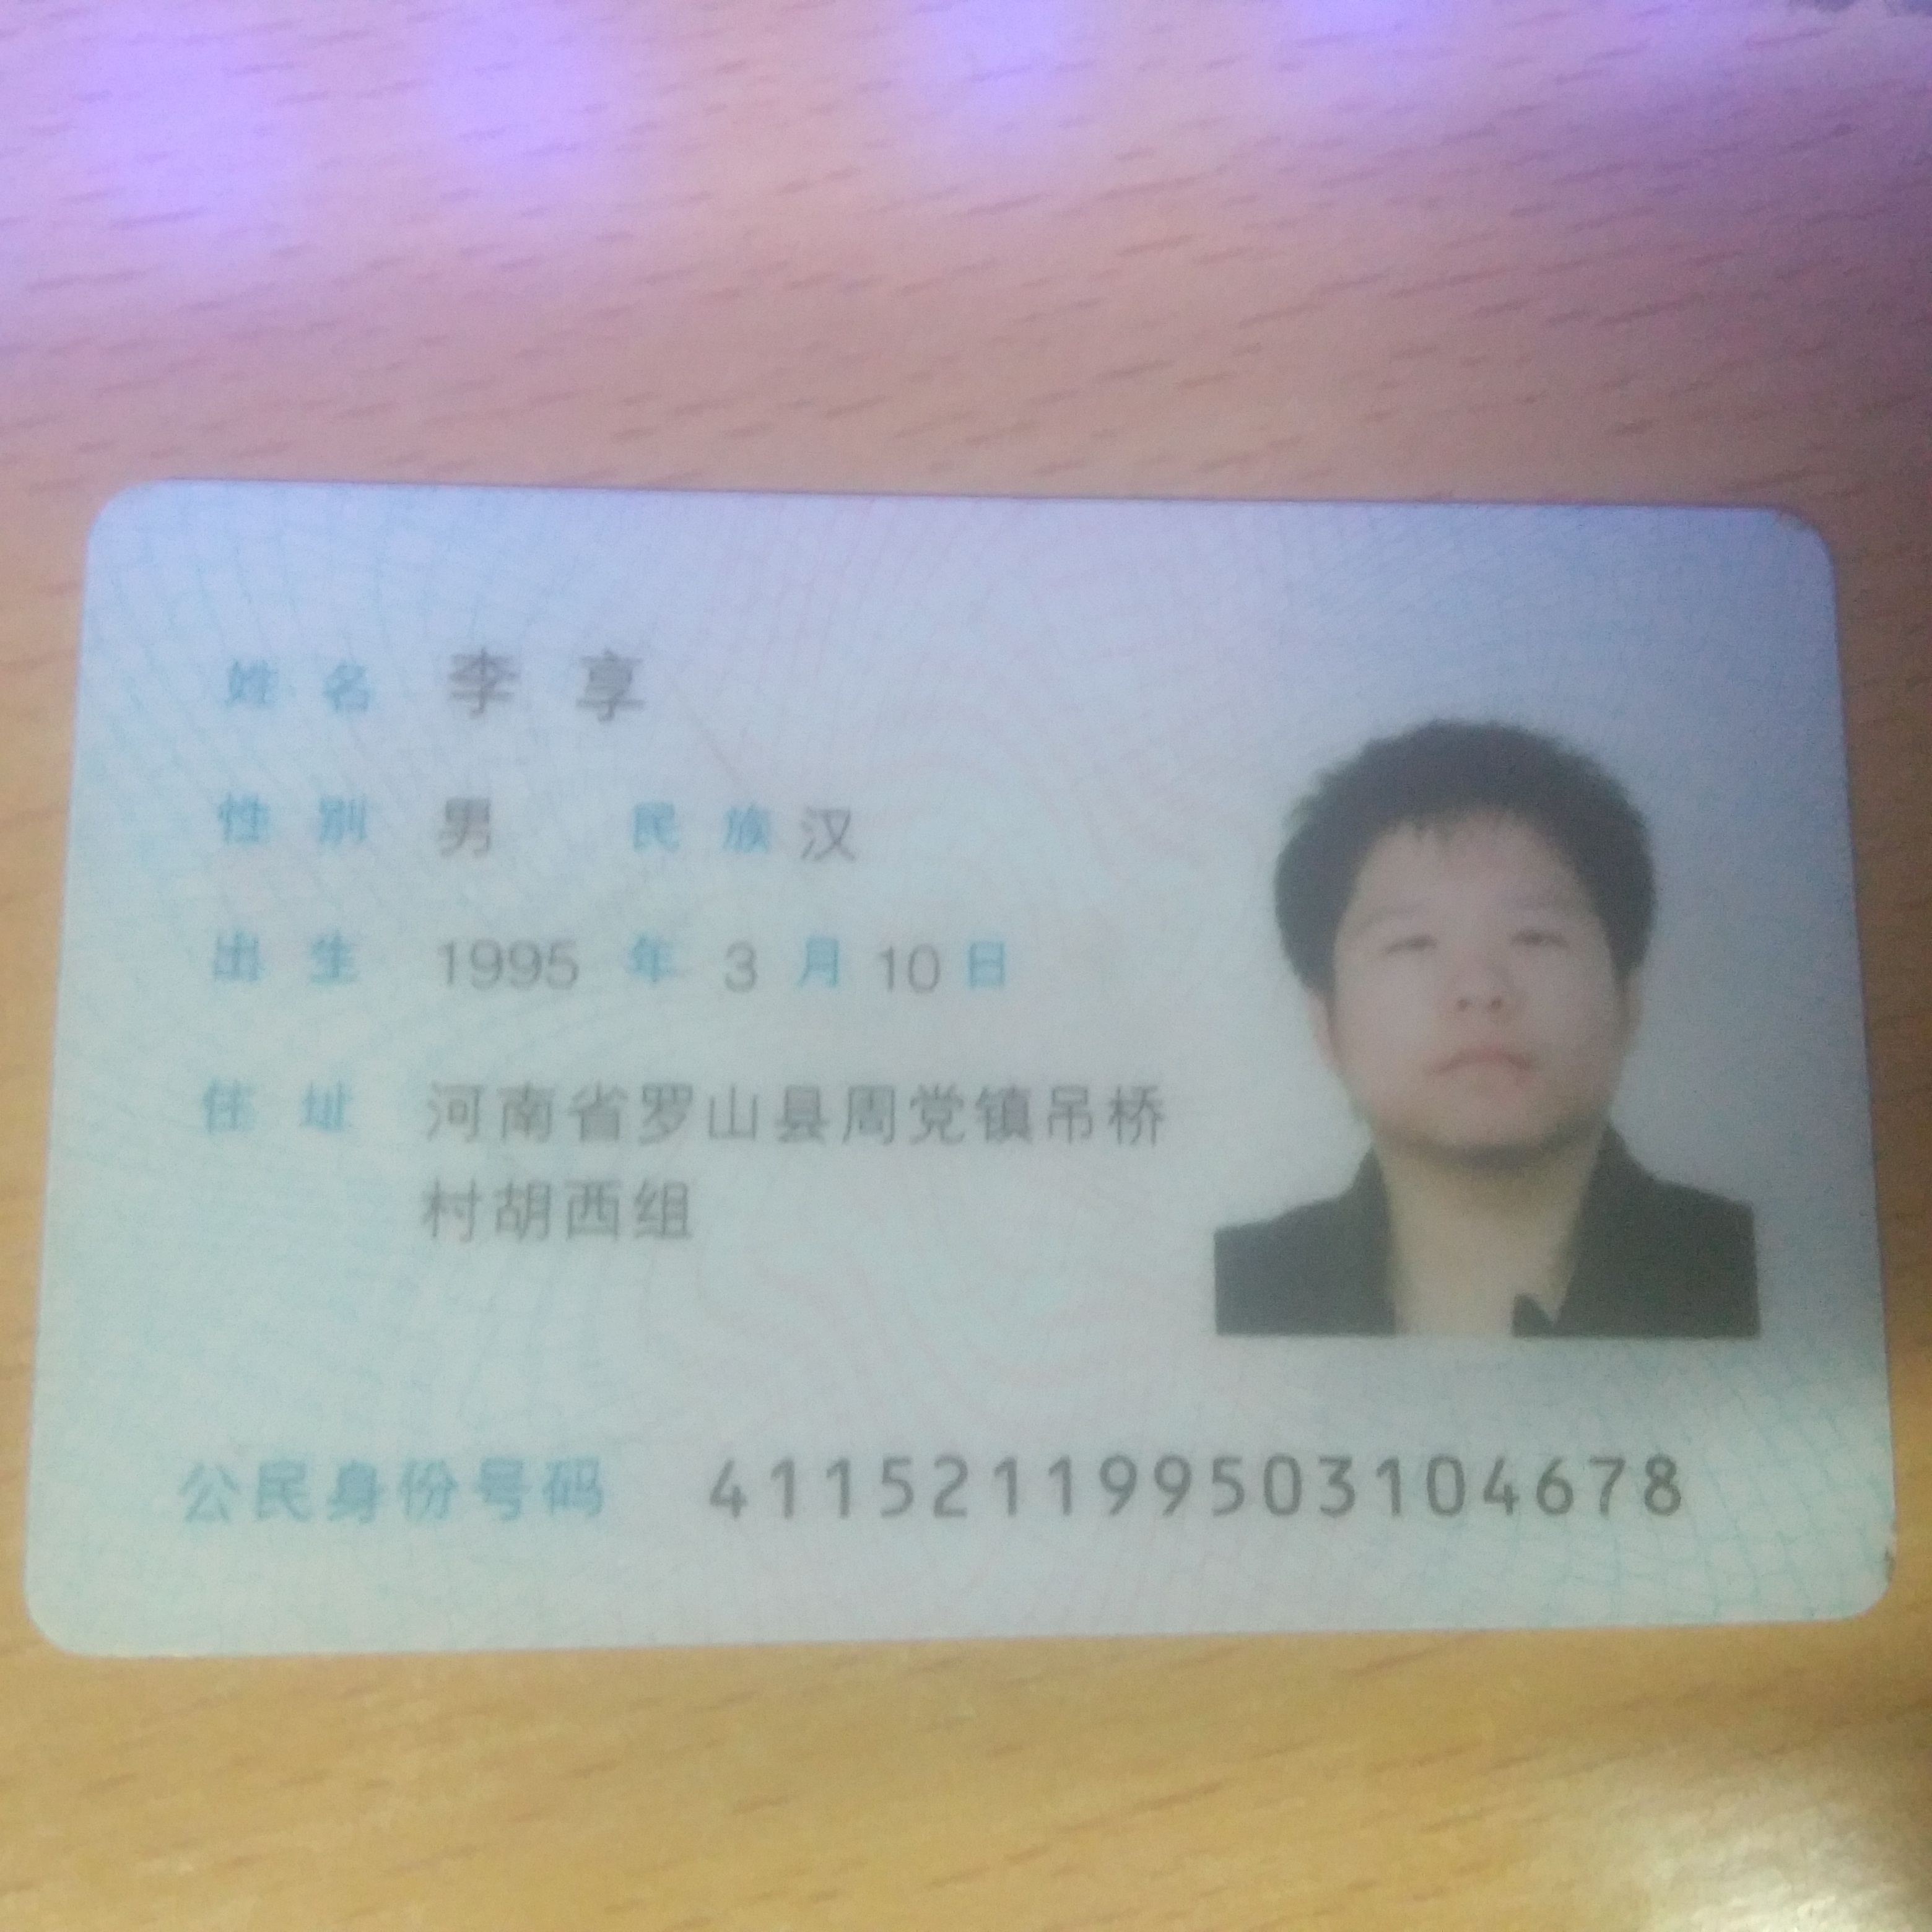 姓名 李享
性别 男 民族 汉
出生 1995 年 3 月 10 日
住址 河南省罗山县周党镇吊桥
村胡西组
公民身份号码 411521199503104678